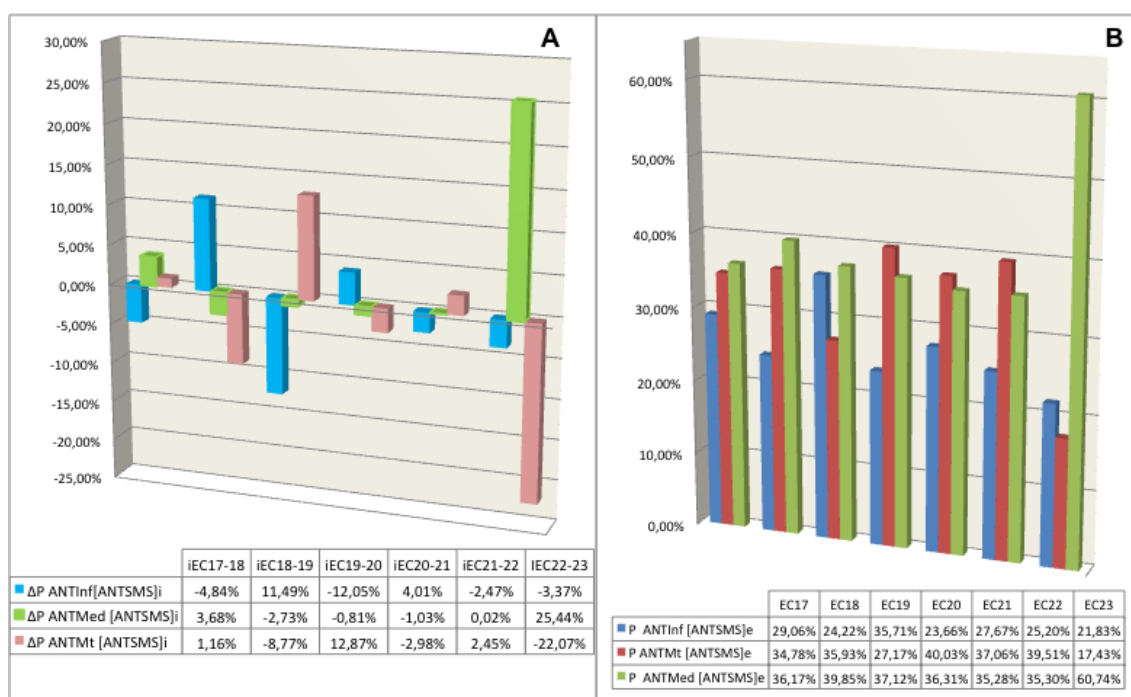 A
30,00%
25,00%
20,00%
15,00%
10,00%
5,00%
0,00%
-5,00%
-10,00%
-15,00%
-20,00%
-25,00%
iEC17-18 iEC18-19 iEC19-20 iEC20-21 iEC21-22 IEC22-23
ΔP ANTInf[ANTSMS]i -4,84% 11,49% -12,05% 4,01% -2,47% -3,37%
ΔP ANTMed [ANTSMS]i 3,68% -2,73% -0,81% -1,03% 0,02% 25,44%
ΔP ANTMt [ANTSMS]i 1,16% -8,77% 12,87% -2,98% 2,45% -22,07%
B
60,00%
50,00%
40,00%
30,00%
20,00%
10,00%
0,00%
EC17 EC18 EC19 EC20 EC21 EC22 EC23
P ANTInf [ANTSMS]e 29,06% 24,22% 35,71% 23,66% 27,67% 25,20% 21,83%
P ANTMt [ANTSMS]e 34,78% 35,93% 27,17% 40,03% 37,06% 39,51% 17,43%
P ANTMed [ANTSMS]e 36,17% 39,85% 37,12% 36,31% 35,28% 35,30% 60,74%